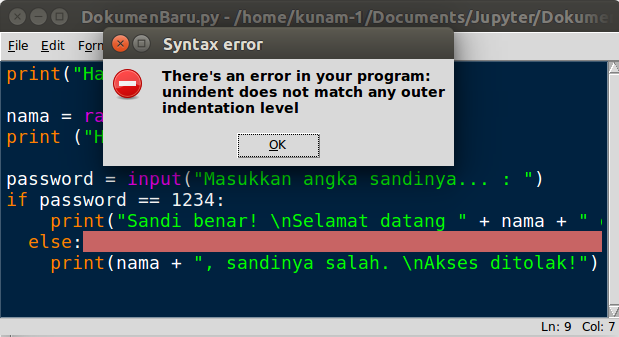 DokumenBaru.py - /home/kunam-1/Documents/Jupyter/Dokume
File Edit Fo
Syntax error
There's an error in your program:
unindent does not match any outer
indentation level
OK
print("Ha
nama = ra
print ("H
password = input("Masukkan angka sandinya... : ")
if password == 1234:
print("Sandi benar! \nSelamat datang " + nama + "
else:
print(nama + ", sandinya salah. \nAkses ditolak!")
Ln: 9 Col: 7